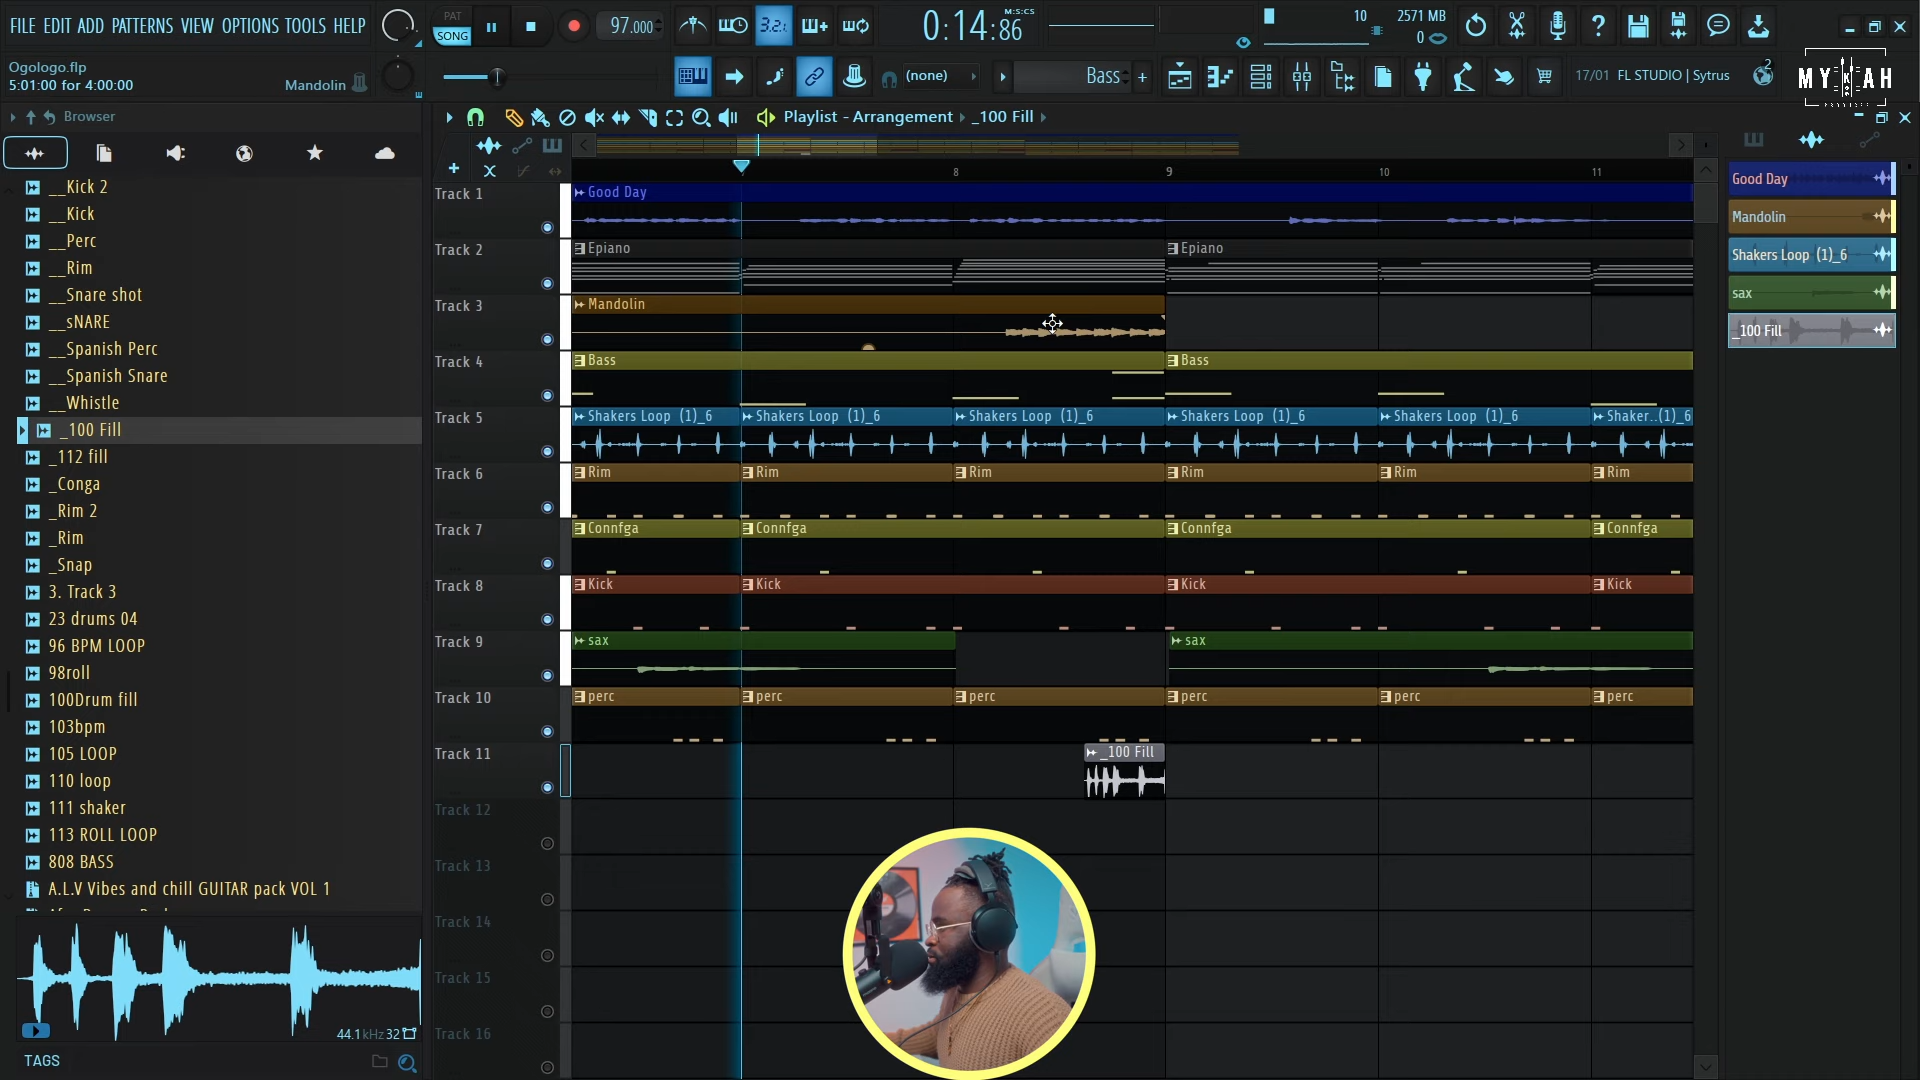 FILE EDIT ADD PATTERNS VIEW OPTIONS TOOLS HELP
PAT
SONG
97.000
3.2.1
0:14:86
M:S:CS
10
2571 MB
0
Ogologo.flp
5:01:00 for 4:00:00
Mandolin
(none)
Bass
17/01 FL STUDIO | Sytrus
2
MYKAH
Browser
Playlist - Arrangement
_100 Fill
__Kick 2
__Kick
__Perc
__Rim
__Snare shot
__sNARE
__Spanish Perc
__Spanish Snare
__Whistle
_100 Fill
_112 fill
_Conga
_Rim 2
_Rim
_Snap
3. Track 3
23 drums 04
96 BPM LOOP
98roll
100Drum fill
103bpm
105 LOOP
110 loop
111 shaker
113 ROLL LOOP
808 BASS
A.L.V Vibes and chill GUITAR pack VOL 1
44.1kHz 32
TAGS
8 9 10 11
Track 1
Good Day
Track 2
Epiano Epiano
Track 3
Mandolin
Track 4
Bass Bass
Track 5
Shakers Loop (1)_6 Shakers Loop (1)_6 Shakers Loop (1)_6 Shakers Loop (1)_6 Shakers Loop (1)_6 Shaker..(1)_6
Track 6
Rim Rim Rim Rim Rim Rim
Track 7
Connfga Connfga Connfga Connfga
Track 8
Kick Kick Kick Kick
Track 9
sax sax
Track 10
perc perc perc perc perc perc
Track 11
_100 Fill
Track 12
Track 13
Track 14
Track 15
Track 16
Good Day
Mandolin
Shakers Loop (1)_6
sax
_100 Fill